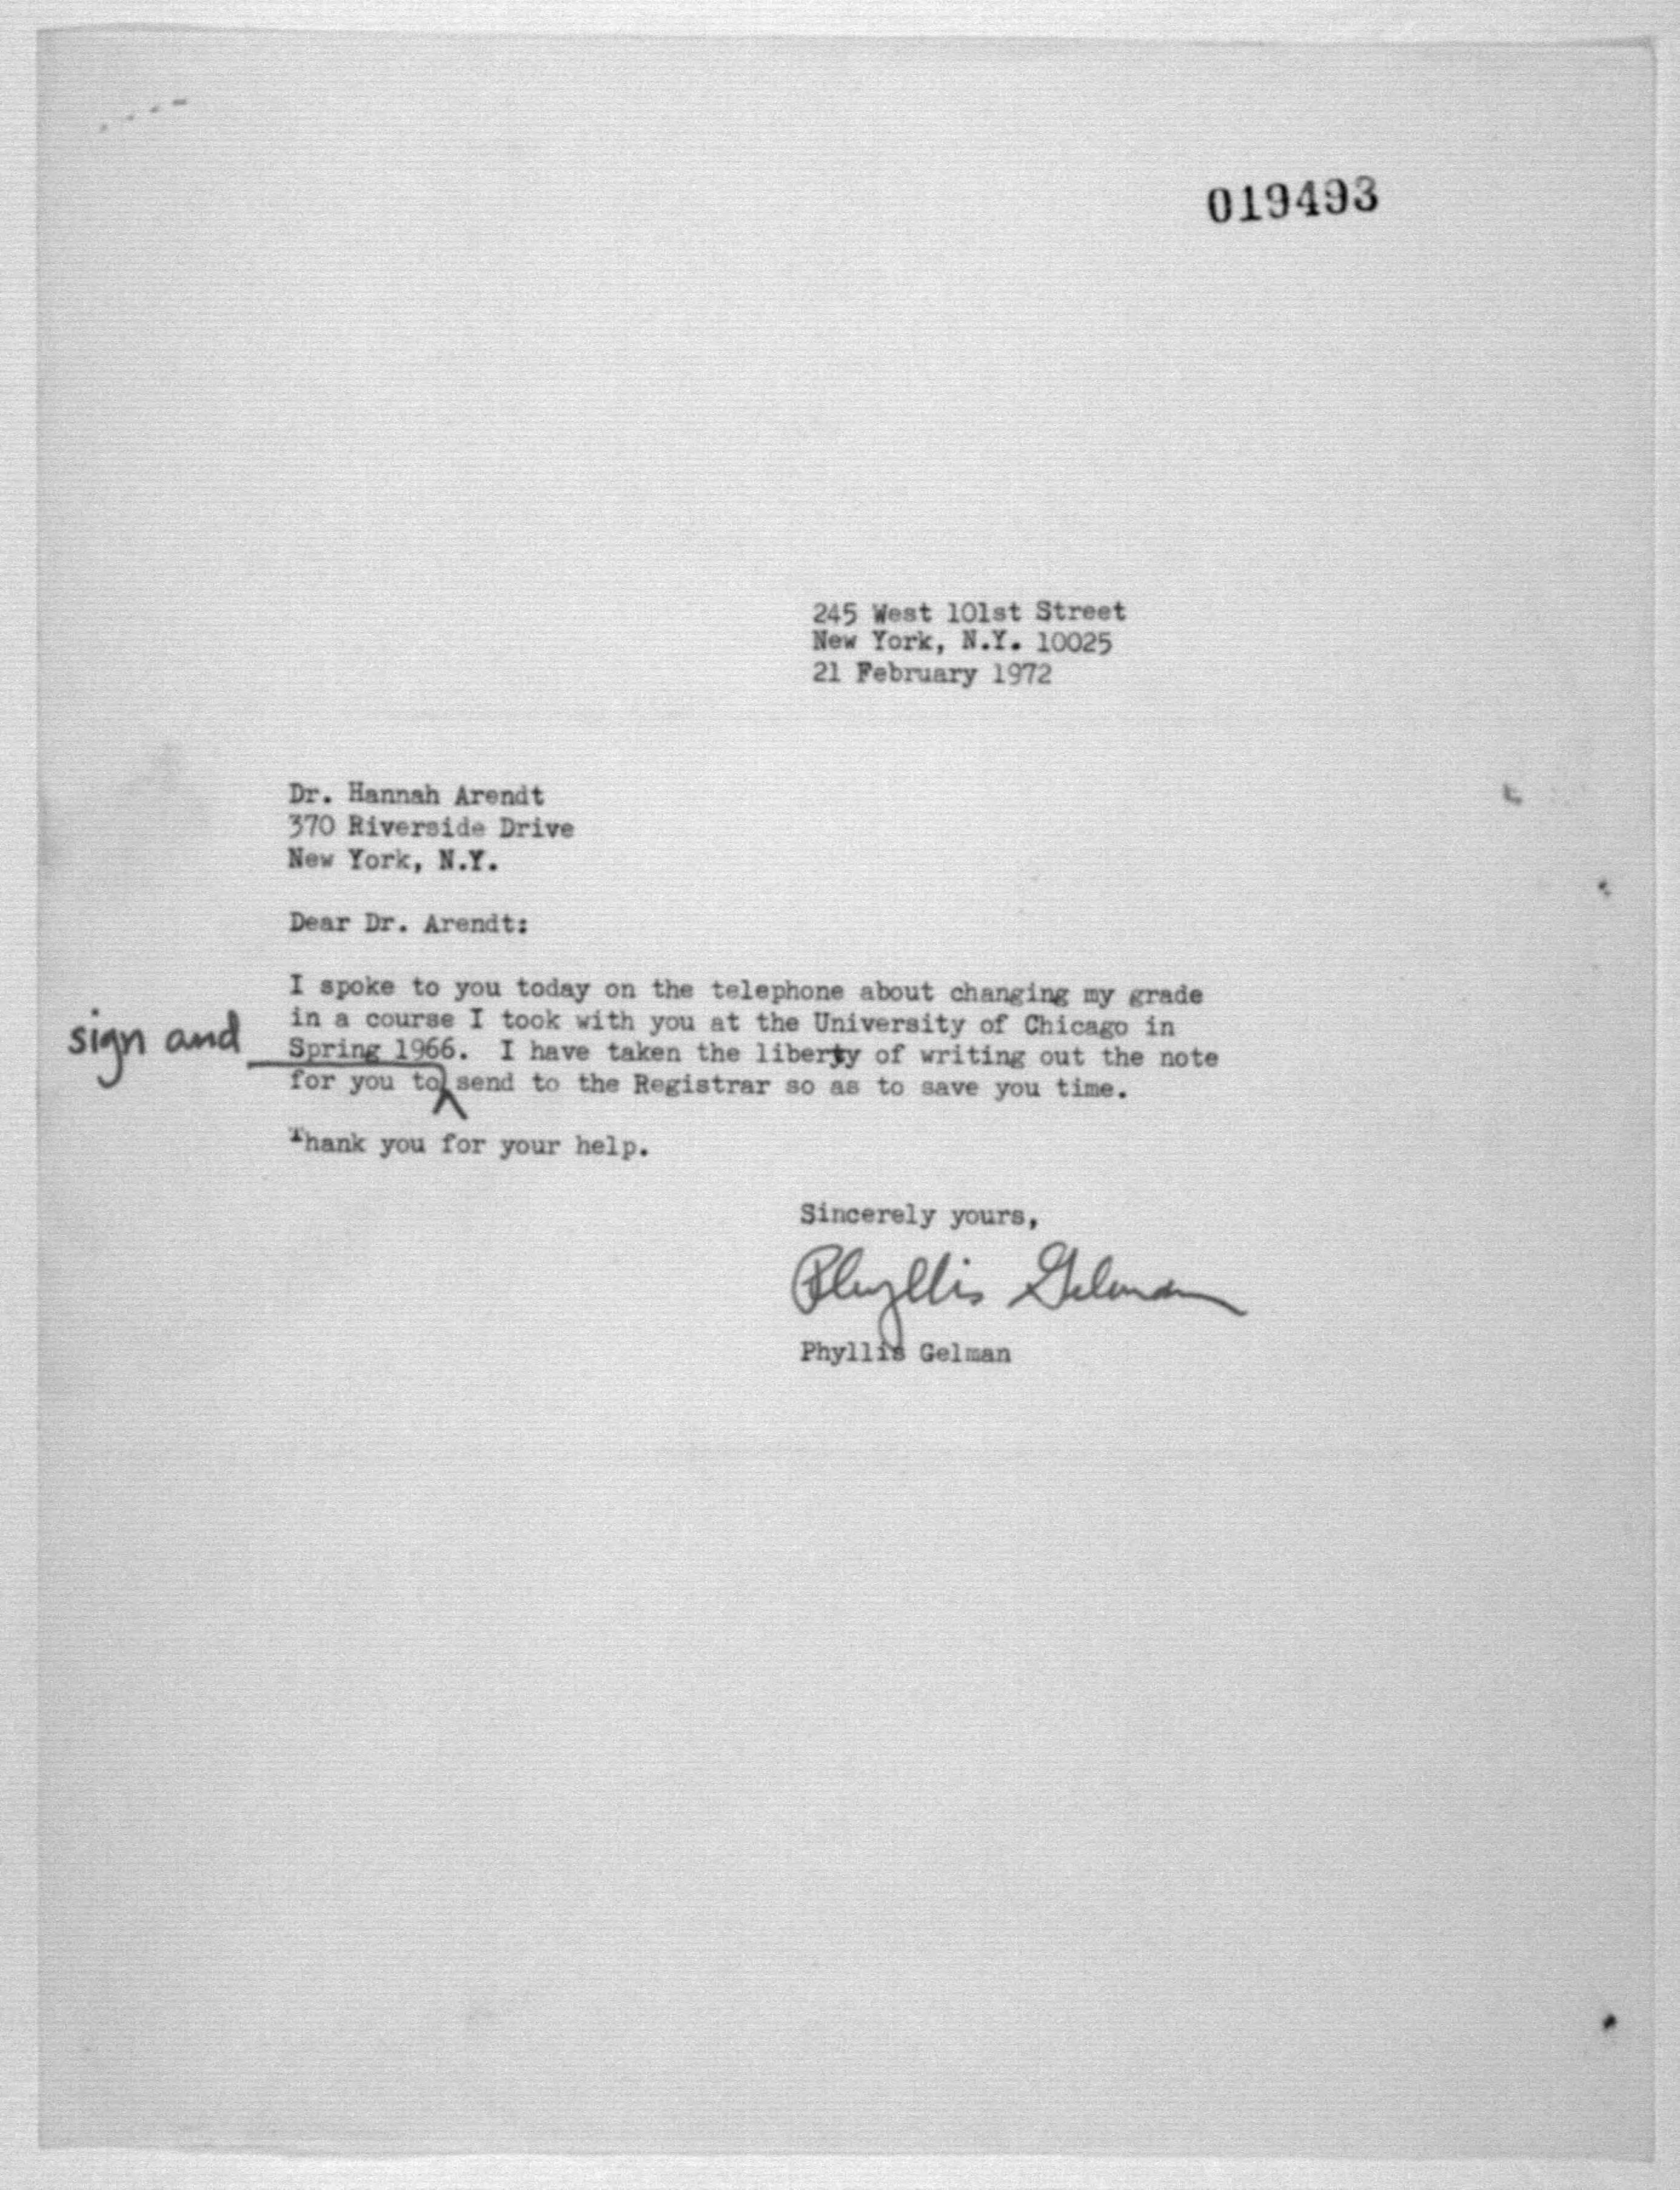 019493
245 West 101st Street
New York, N.Y. 10025
21 February 1972
Dr. Hannah Arendt
370 Riverside Drive
New York, N.Y.
Dear Dr. Arendt:
I spoke to you today on the telephone about changing my grade
in a course I took with you at the University of Chicago in
sign and
Spring 1966. I have taken the liberty of writing out the note
for you to send to the Registrar so as to save you time.
Thank you for your help.
Sincerely yours,
Phyllis Gelman
Phyllis Gelman